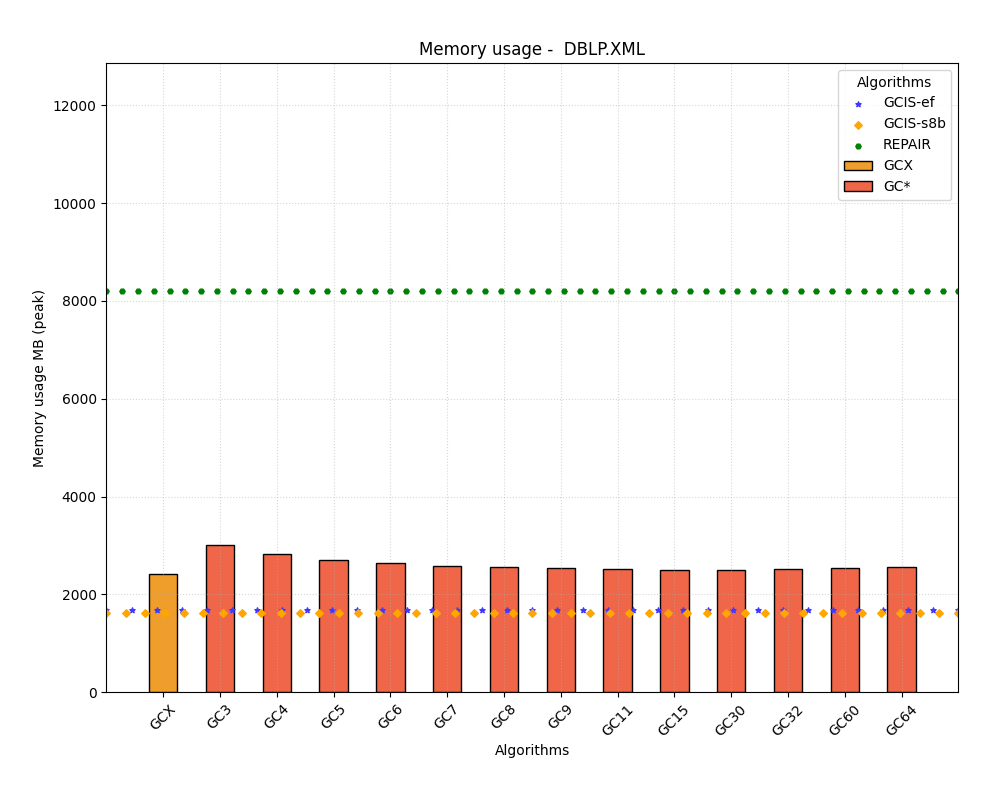 Memory usage -  DBLP.XML
Algorithms
GCIS-ef
GCIS-s8b
REPAIR
GCX
GC*
Memory usage MB (peak)
12000
10000
8000
6000
4000
2000
0
GCX GC3 GC4 GC5 GC6 GC7 GC8 GC9 GC11 GC15 GC30 GC32 GC60 GC64
Algorithms